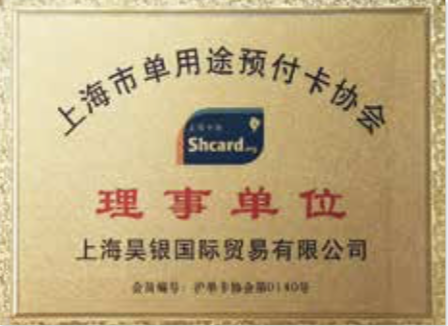 上海市单用途预付卡协会
Shcard.org
理事单位
上海昊银国际贸易有限公司
会员编号：沪单卡协会第0140号